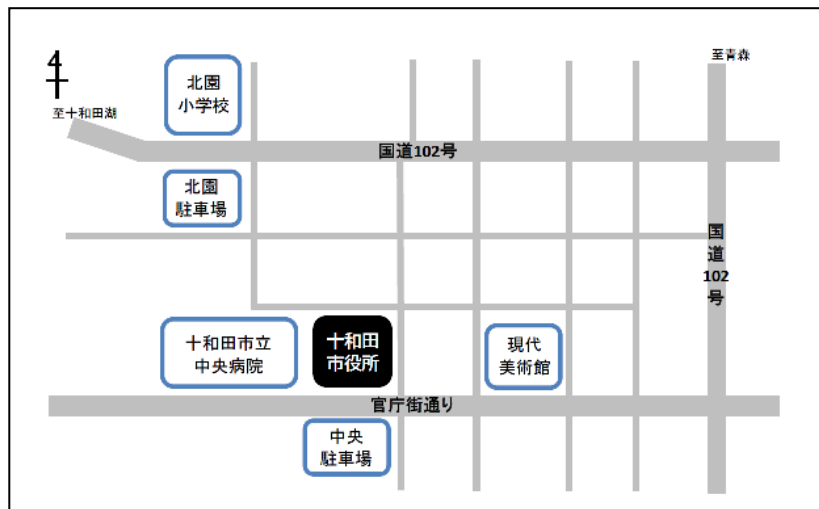 至青森
北園
小学校
至十和田湖
国道102号
北園
駐車場
国
道
102
号
十和田市立
中央病院
十和田
市役所
現代
美術館
官庁街通り
中央
駐車場